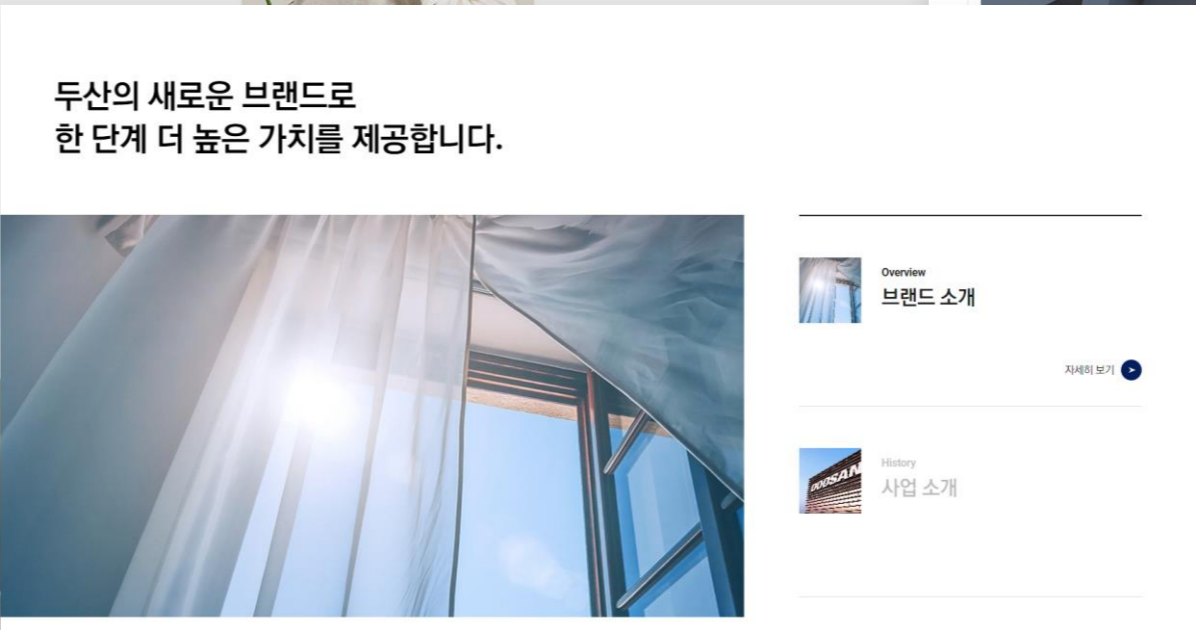 두산의 새로운 브랜드로
한 단계 더 높은 가치를 제공합니다.
Overview
브랜드 소개
자세히 보기
DOOSAN
History
사업 소개